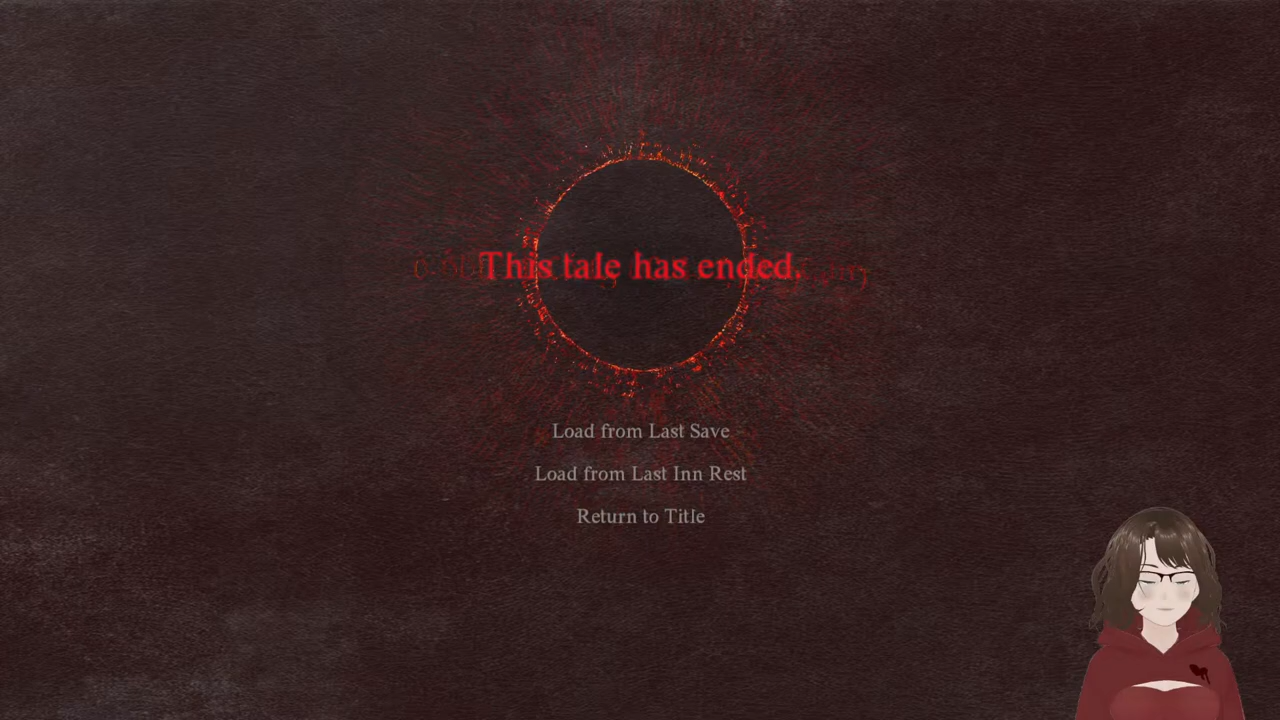 This tale has ended.
Load from Last Save
Load from Last Inn Rest
Return to Title